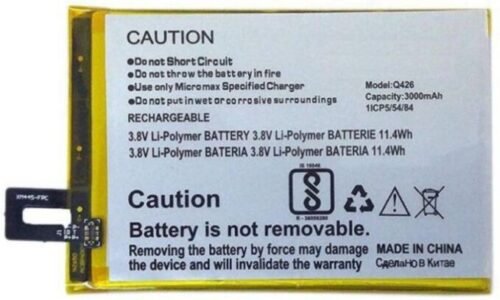 CAUTION
Do not Short Circuit
Do not throw the battery in fire
Use only Micromax Specified Charger
Do not put in wet or corrosive surroundings.
Model:Q426
Capacity:3000mAh
1ICP5/54/84
RECHARGEABLE
3.8V Li-Polymer BATTERY 3.8V Li-Polymer BATTERIE 11.4Wh
3.8V Li-Polymer BATERIA 3.8V Li-Polymer BATARIA 11.4Wh
IS 16046
Caution
Battery is not removable.
Removing the battery by force may damage
the device and will invalidate the warranty
MADE IN CHINA
Сделано В Китае